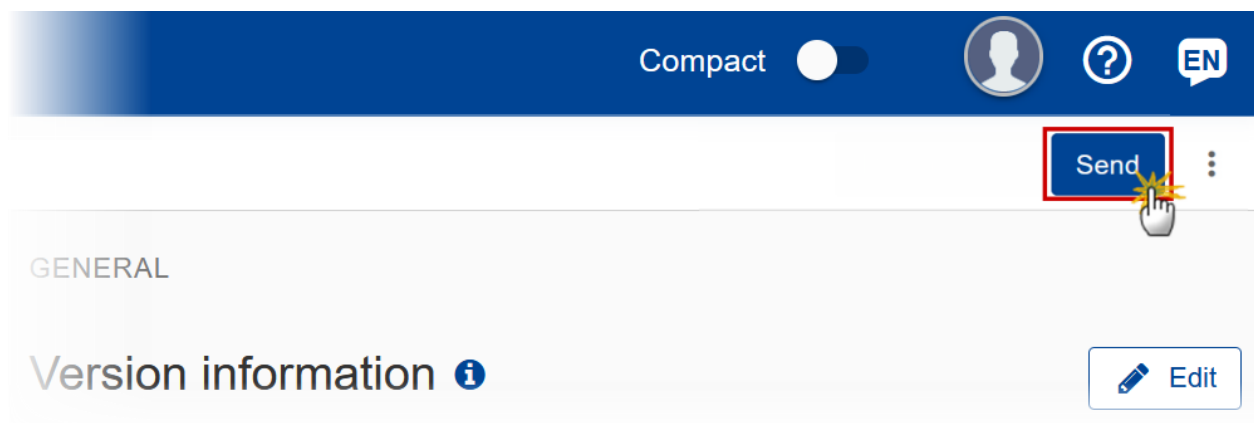 Compact EN
Send
GENERAL
Version information
Edit